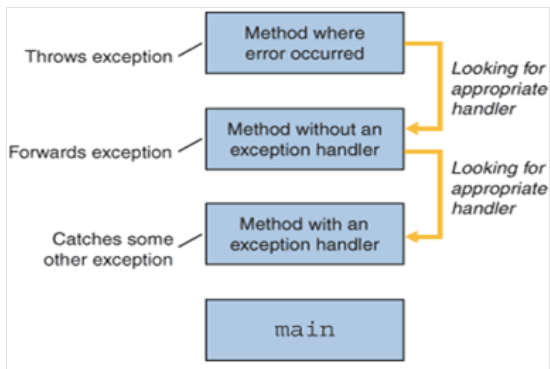 Throws exception
Method where
error occurred
Looking for
appropriate
handler
Forwards exception
Method without an
exception handler
Looking for
appropriate
handler
Catches some
other exception
Method with an
exception handler
main